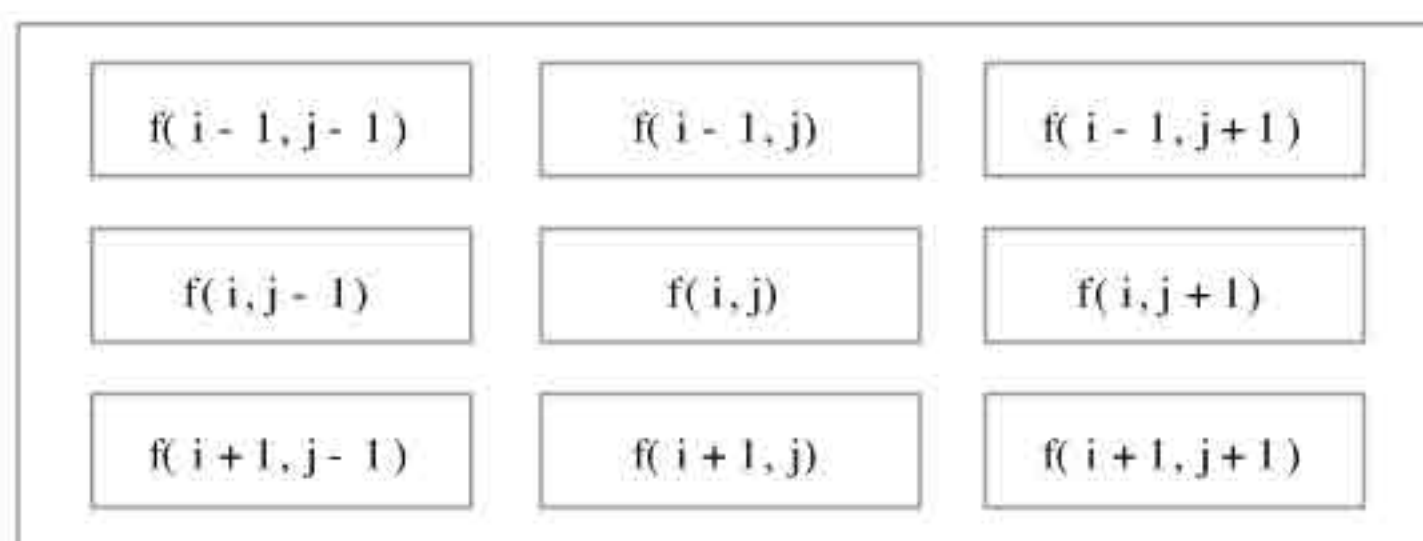 f( i - 1, j - 1 ) f( i - 1, j) f( i - 1, j + 1 )
f( i, j - 1 ) f( i, j) f( i, j + 1 )
f( i + 1, j - 1 ) f( i + 1, j) f( i + 1, j + 1 )